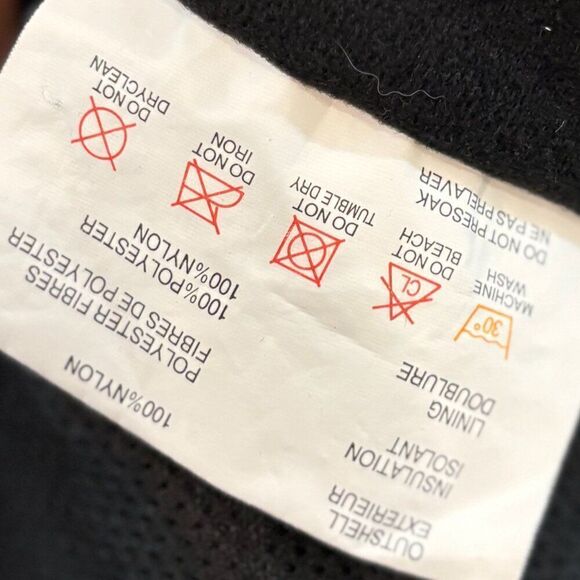 OUTSHELL 100%NYLON
EXTERIEUR
INSULATION POLYESTER FIBRES
ISOLANT FIBRES DE POLYESTER
LINING 100%POLYESTER
DOUBLURE 100%NYLON
30°
CL
MACHINE
WASH
DO NOT
BLEACH
DO NOT
TUMBLE DRY
DO NOT
IRON
DO NOT
DRYCLEAN
DO NOT PRESOAK
NE PAS PRELAVER